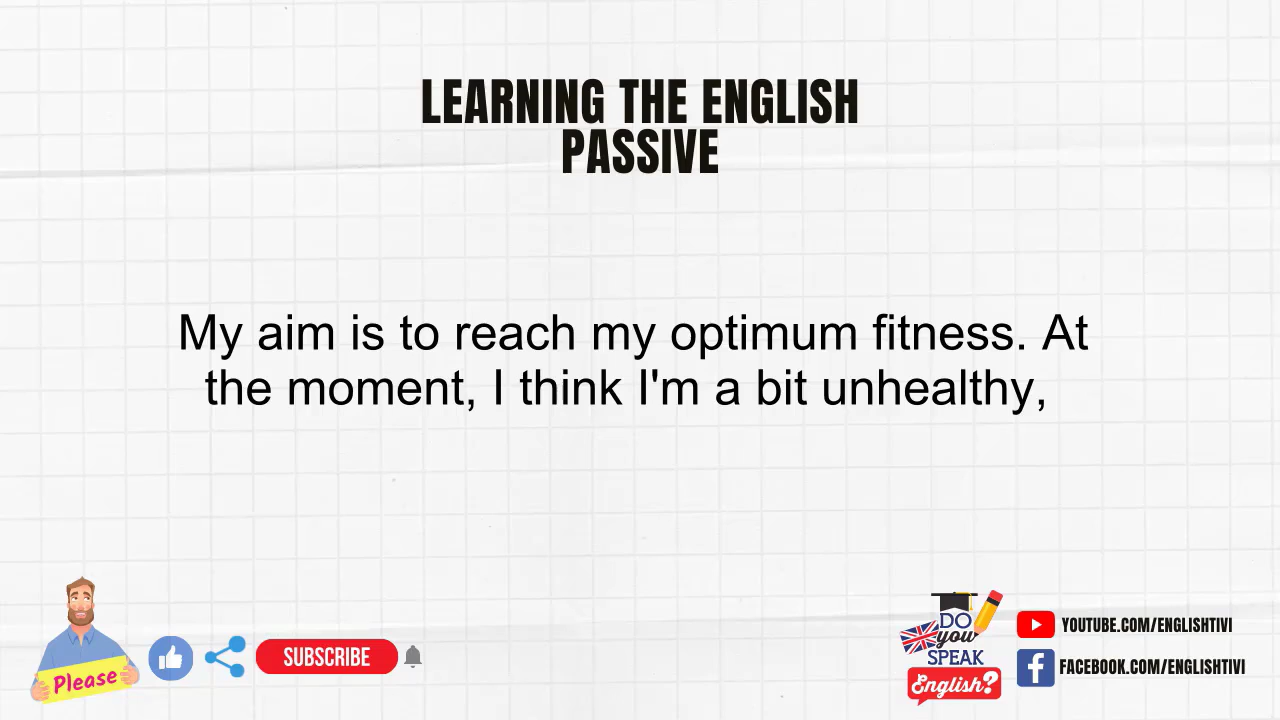 LEARNING THE ENGLISH
PASSIVE
My aim is to reach my optimum fitness. At
the moment, I think I'm a bit unhealthy,
Please
SUBSCRIBE
DO
you
SPEAK
English?
YOUTUBE.COM/ENGLISHTIVI
FACEBOOK.COM/ENGLISHTIVI